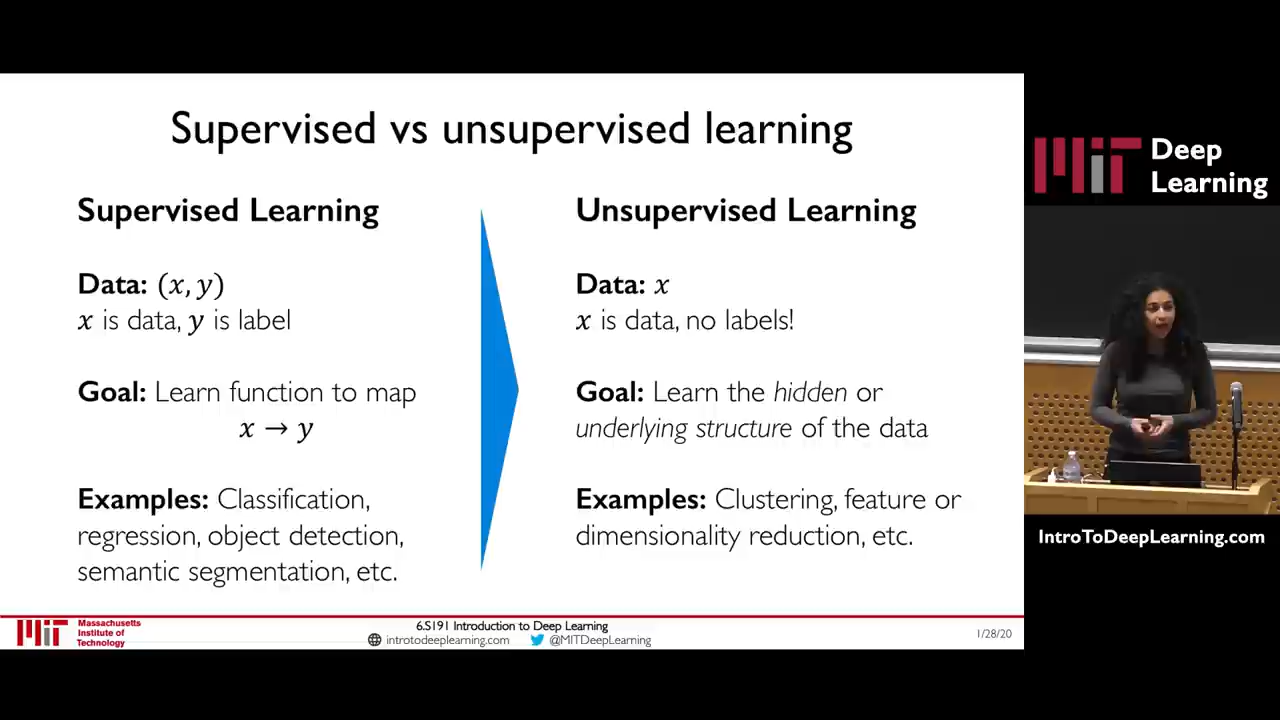 Supervised vs unsupervised learning
Supervised Learning
Data: (x, y)
x is data, y is label
Goal: Learn function to map
x → y
Examples: Classification,
regression, object detection,
semantic segmentation, etc.
Unsupervised Learning
Data: x
x is data, no labels!
Goal: Learn the hidden or
underlying structure of the data
Examples: Clustering, feature or
dimensionality reduction, etc.
MIT
Massachusetts
Institute of
Technology
6.S191 Introduction to Deep Learning
introtodeeplearning.com @MITDeepLearning
1/28/20
MIT Deep
Learning
IntroToDeepLearning.com